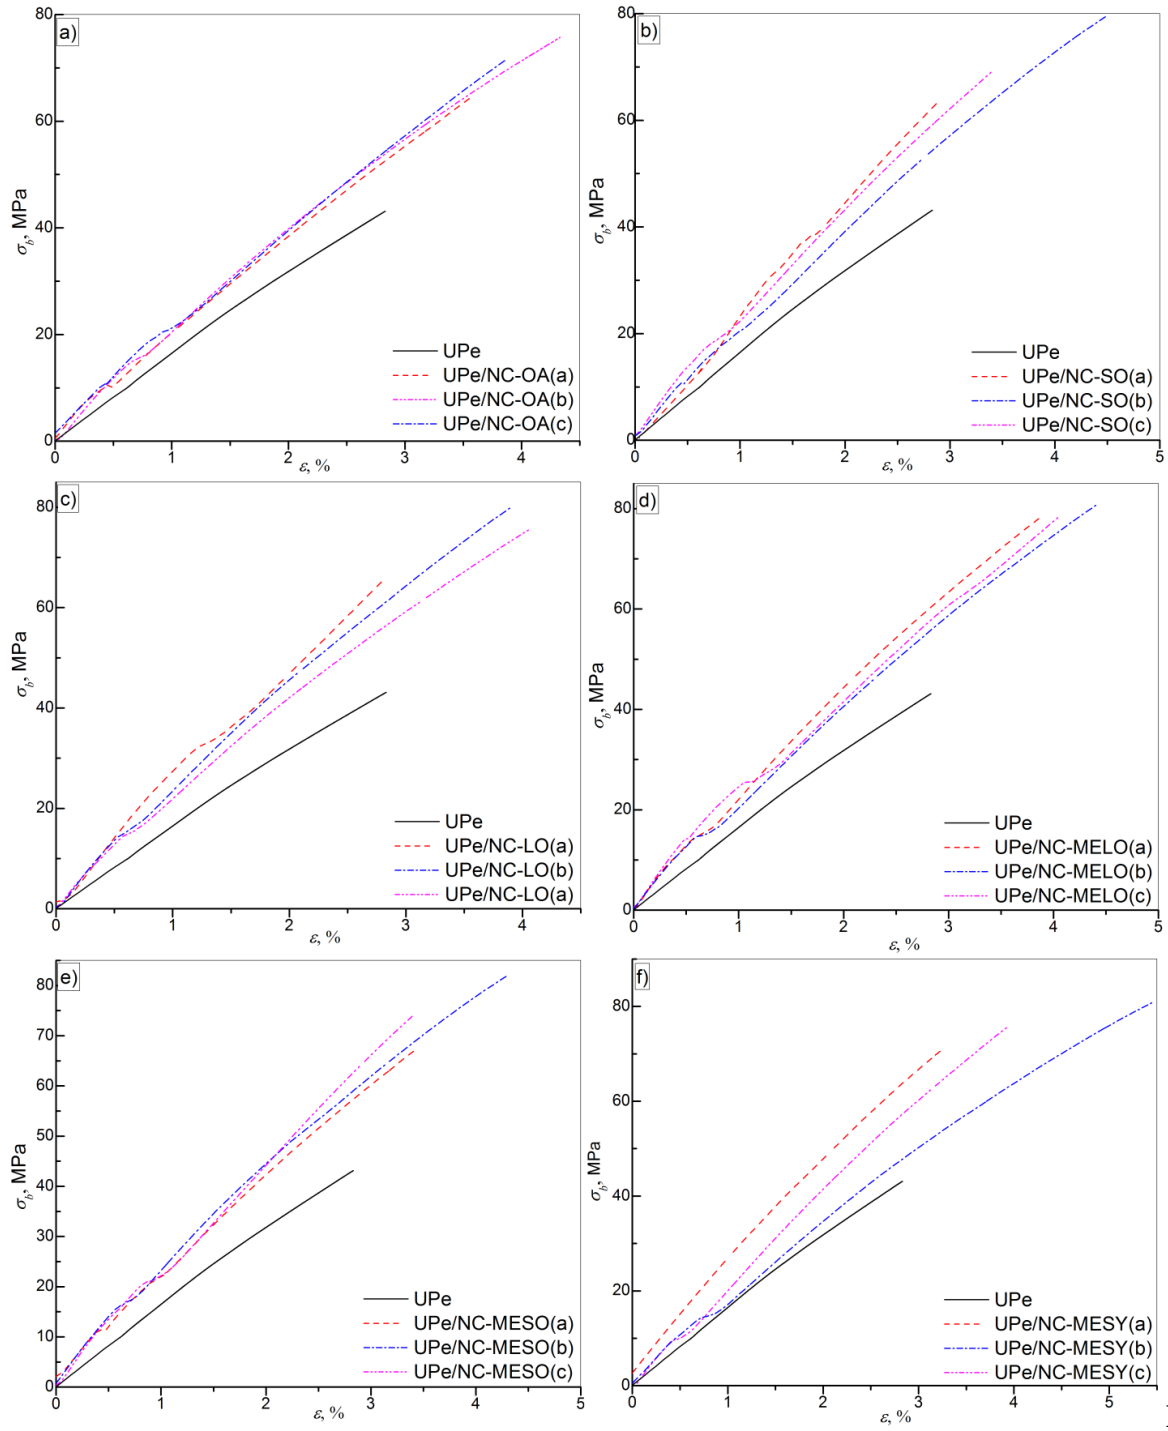 a)
80
60
40
20
0
σb, MPa
UPe
UPe/NC-OA(a)
UPe/NC-OA(b)
UPe/NC-OA(c)
0 1 2 3 4
ε, %
b)
80
60
40
20
0
σb, MPa
UPe
UPe/NC-SO(a)
UPe/NC-SO(b)
UPe/NC-SO(c)
0 1 2 3 4 5
ε, %
c)
80
60
40
20
0
σb, MPa
UPe
UPe/NC-LO(a)
UPe/NC-LO(b)
UPe/NC-LO(a)
0 1 2 3 4 5
ε, %
d)
80
60
40
20
0
σb, MPa
UPe
UPe/NC-MELO(a)
UPe/NC-MELO(b)
UPe/NC-MELO(c)
0 1 2 3 4 5
ε, %
e)
80
70
60
50
40
30
20
10
0
σb, MPa
UPe
UPe/NC-MESO(a)
UPe/NC-MESO(b)
UPe/NC-MESO(c)
0 1 2 3 4 5
ε, %
f)
80
60
40
20
0
σb, MPa
UPe
UPe/NC-MESY(a)
UPe/NC-MESY(b)
UPe/NC-MESY(c)
0 1 2 3 4 5
ε, %